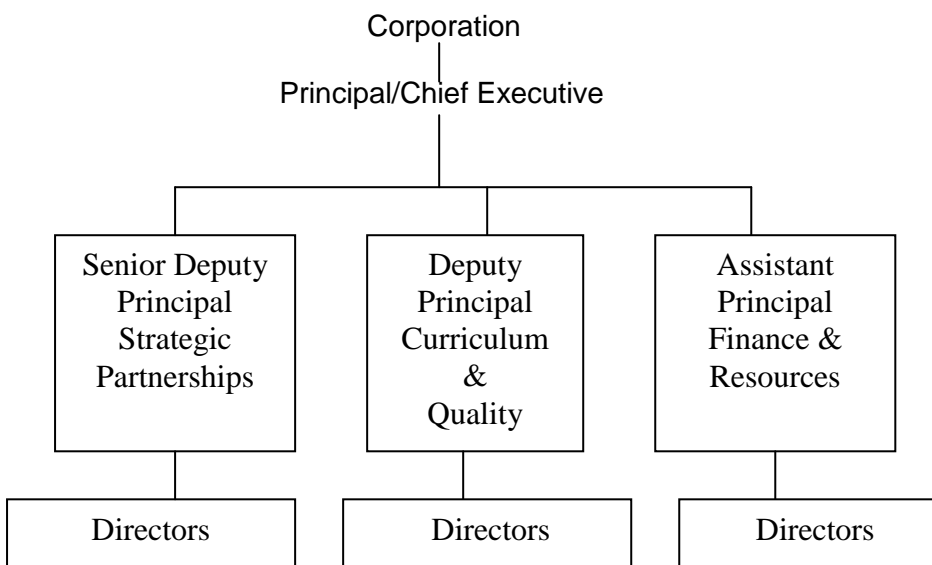 Corporation
Principal/Chief Executive
Senior Deputy
Principal
Strategic
Partnerships
Deputy
Principal
Curriculum
&
Quality
Assistant
Principal
Finance &
Resources
Directors
Directors
Directors